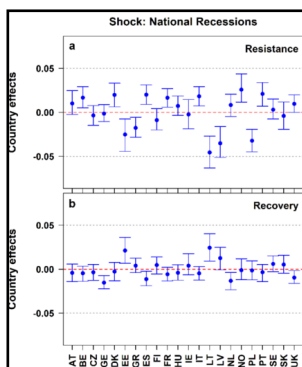 Shock: National Recessions
a
Resistance
Country effects
0.05
0.00
-0.05
b
Recovery
Country effects
0.05
0.00
-0.05
AT BE CZ GE DK EE GR ES FI FR HU IE IT LT LV NL NO PL PT SE SK UK